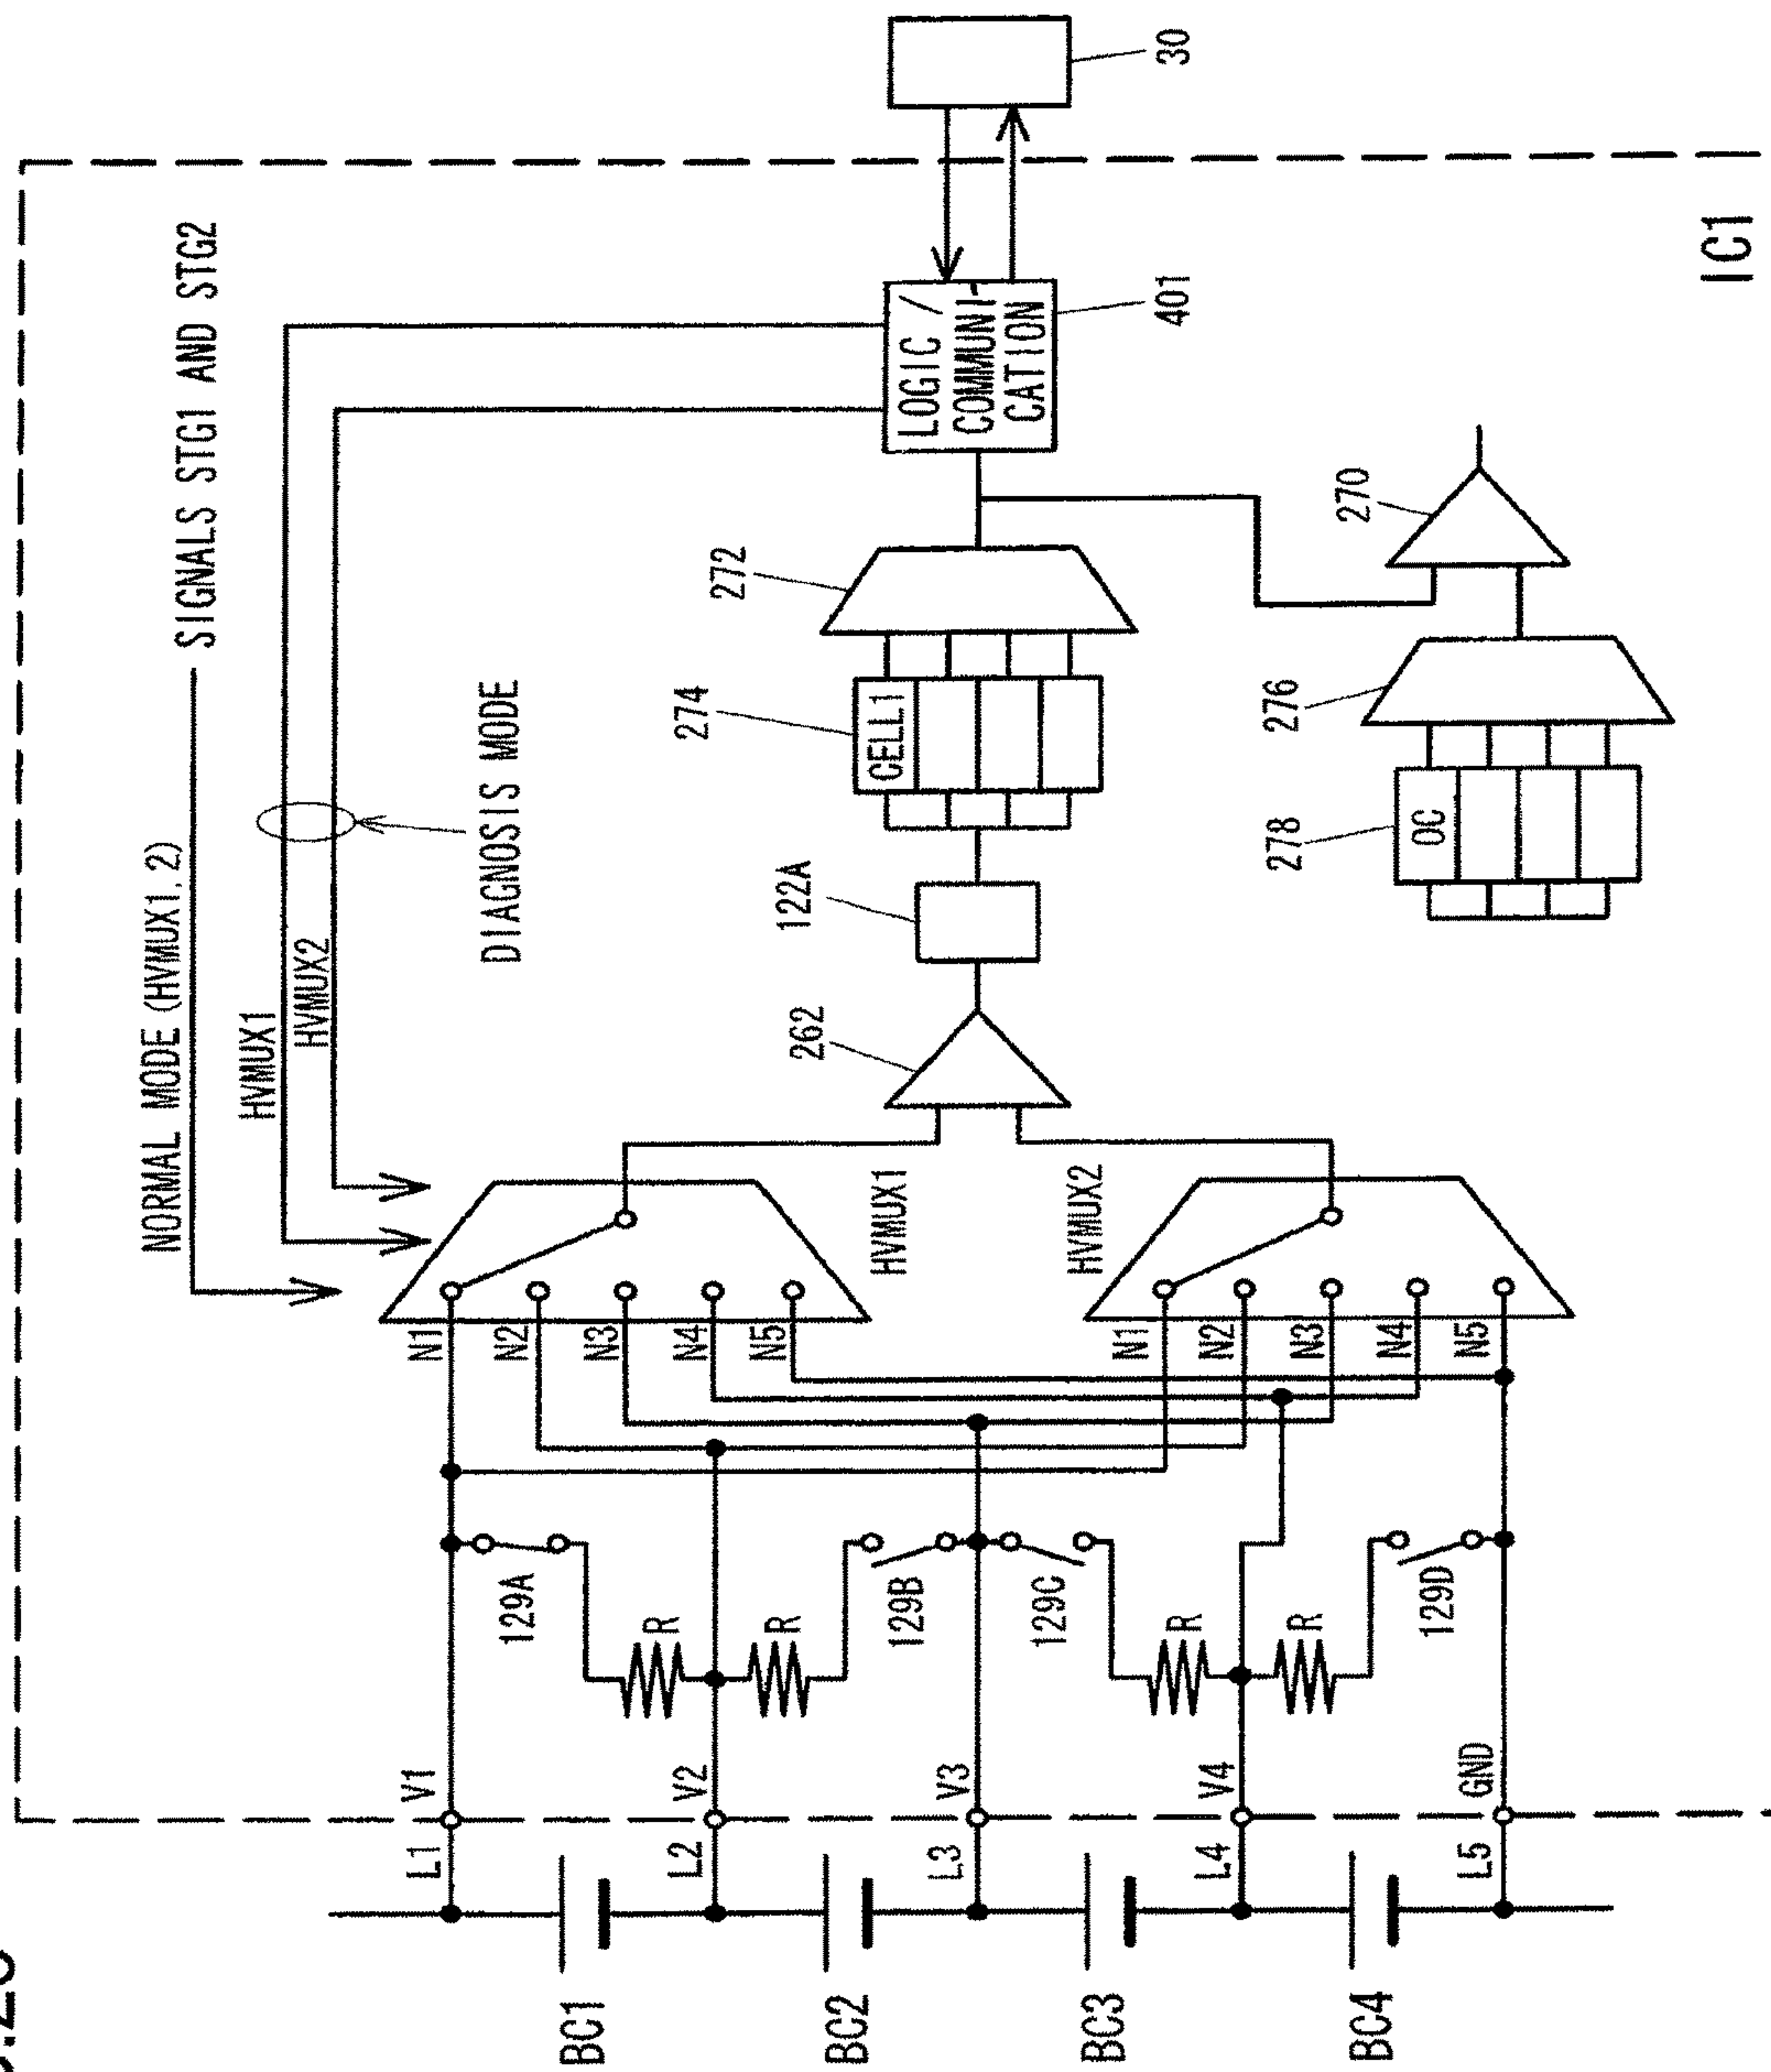 NORMAL MODE (HVMUX1, 2)
SIGNALS STG1 AND STG2
HVMUX1
HVMUX2
DIAGNOSIS MODE
30
LOGIC /
COMMUNI-
CATION
401
272
274
CELL1
122A
262
270
276
278
OC
IC1
HVMUX1
HVMUX2
N1
N2
N3
N4
N5
N1
N2
N3
N4
N5
129A
129B
129C
129D
R
R
R
R
V1
V2
V3
V4
GND
L1
L2
L3
L4
L5
BC1
BC2
BC3
BC4